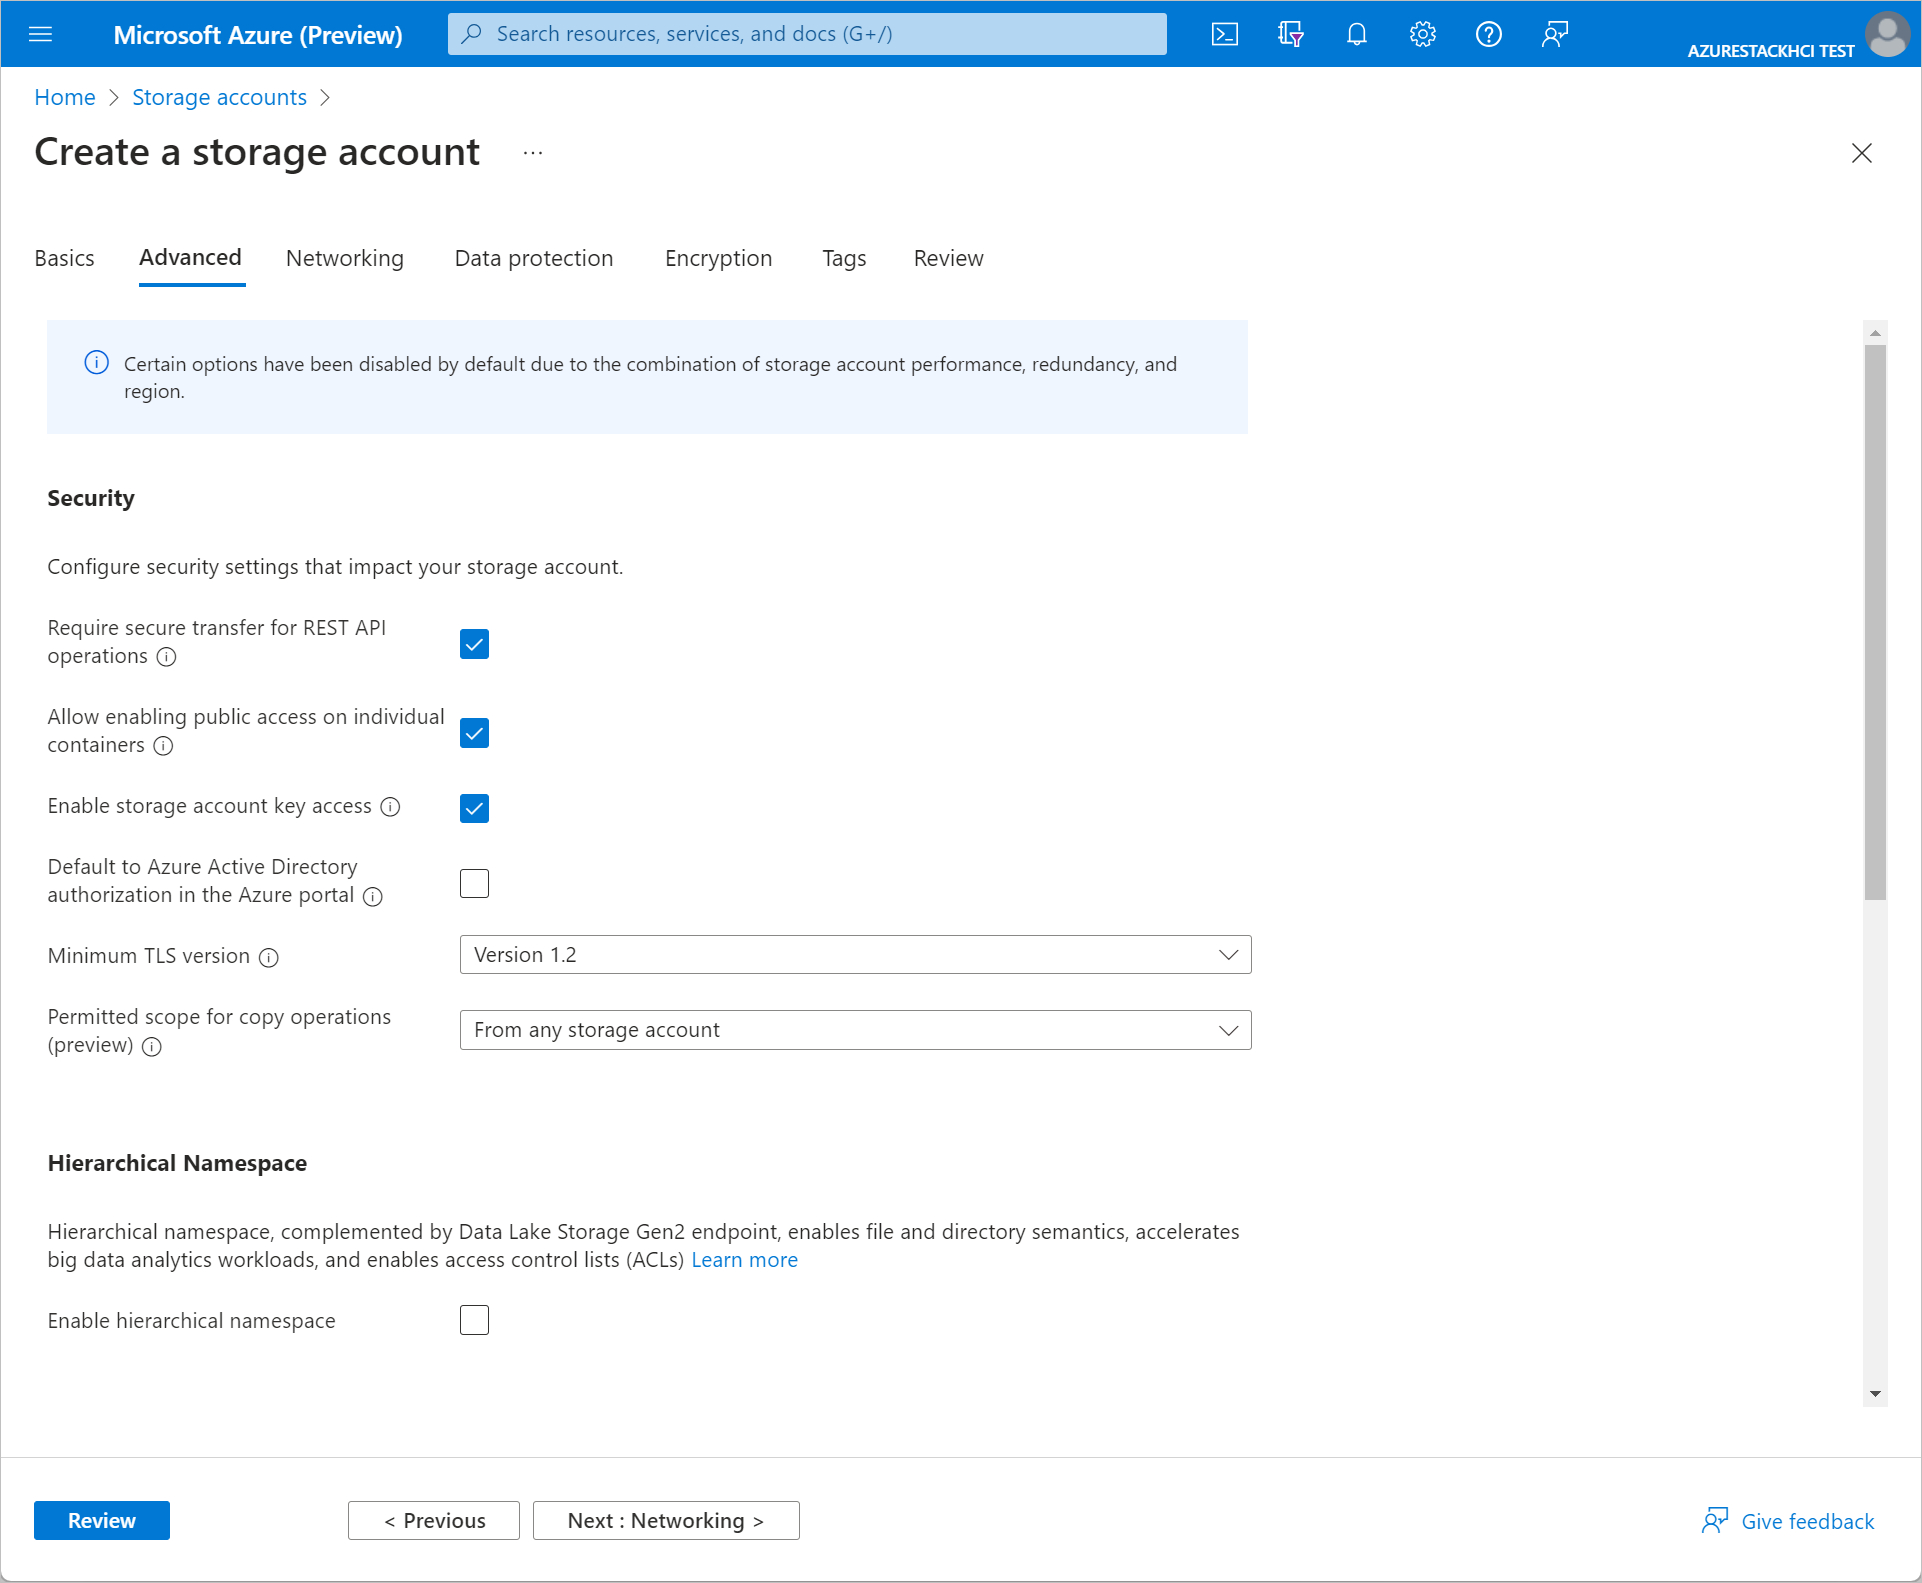 Microsoft Azure (Preview)
Search resources, services, and docs (G+/)
AZURESTACKHCI TEST
Home > Storage accounts >
Create a storage account ...
Basics Advanced Networking Data protection Encryption Tags Review
Certain options have been disabled by default due to the combination of storage account performance, redundancy, and
region.
Security
Configure security settings that impact your storage account.
Require secure transfer for REST API
operations
Allow enabling public access on individual
containers
Enable storage account key access
Default to Azure Active Directory
authorization in the Azure portal
Minimum TLS version
Version 1.2
Permitted scope for copy operations
(preview)
From any storage account
Hierarchical Namespace
Hierarchical namespace, complemented by Data Lake Storage Gen2 endpoint, enables file and directory semantics, accelerates
big data analytics workloads, and enables access control lists (ACLs) Learn more
Enable hierarchical namespace
Review
< Previous
Next : Networking >
Give feedback